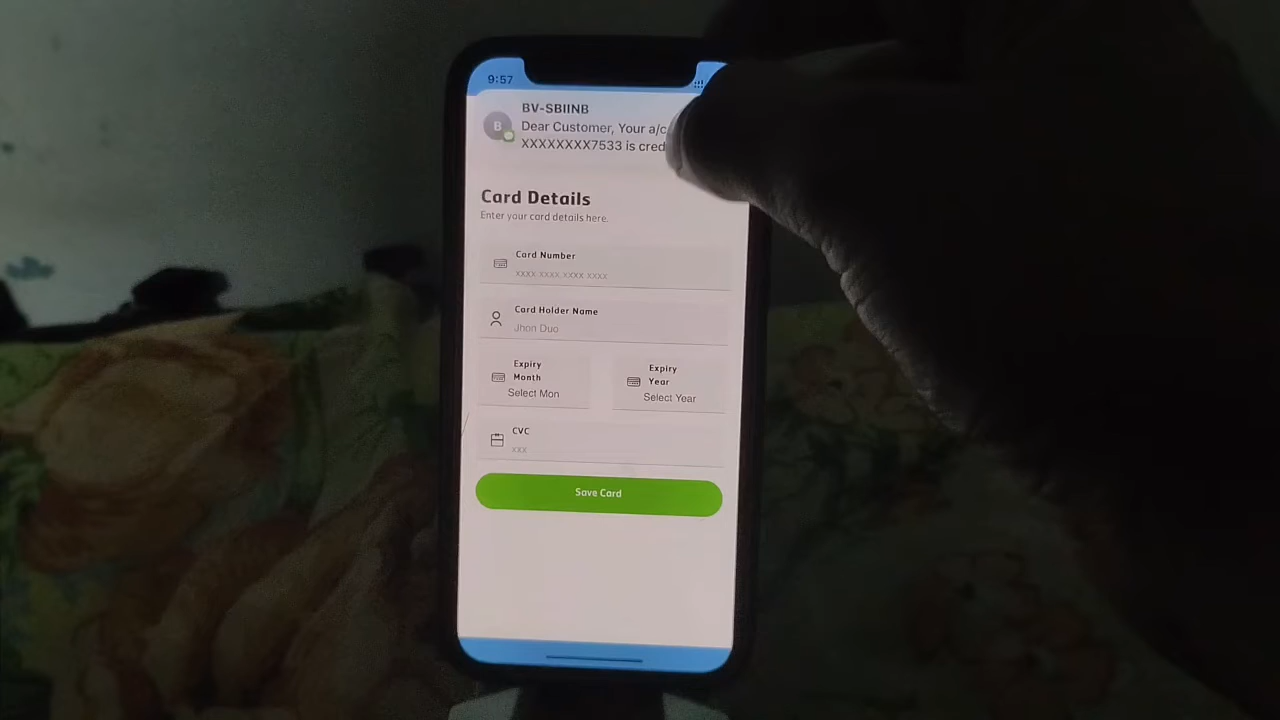 9:57
BV-SBIINB
B
Dear Customer, Your a/c
XXXXXXXX7533 is cred
Card Details
Enter your card details here.
Card Number
xxxx xxxx xxxx xxxx
Card Holder Name
Jhon Duo
Expiry
Month
Select Mon
Expiry
Year
Select Year
CVC
xxx
Save Card